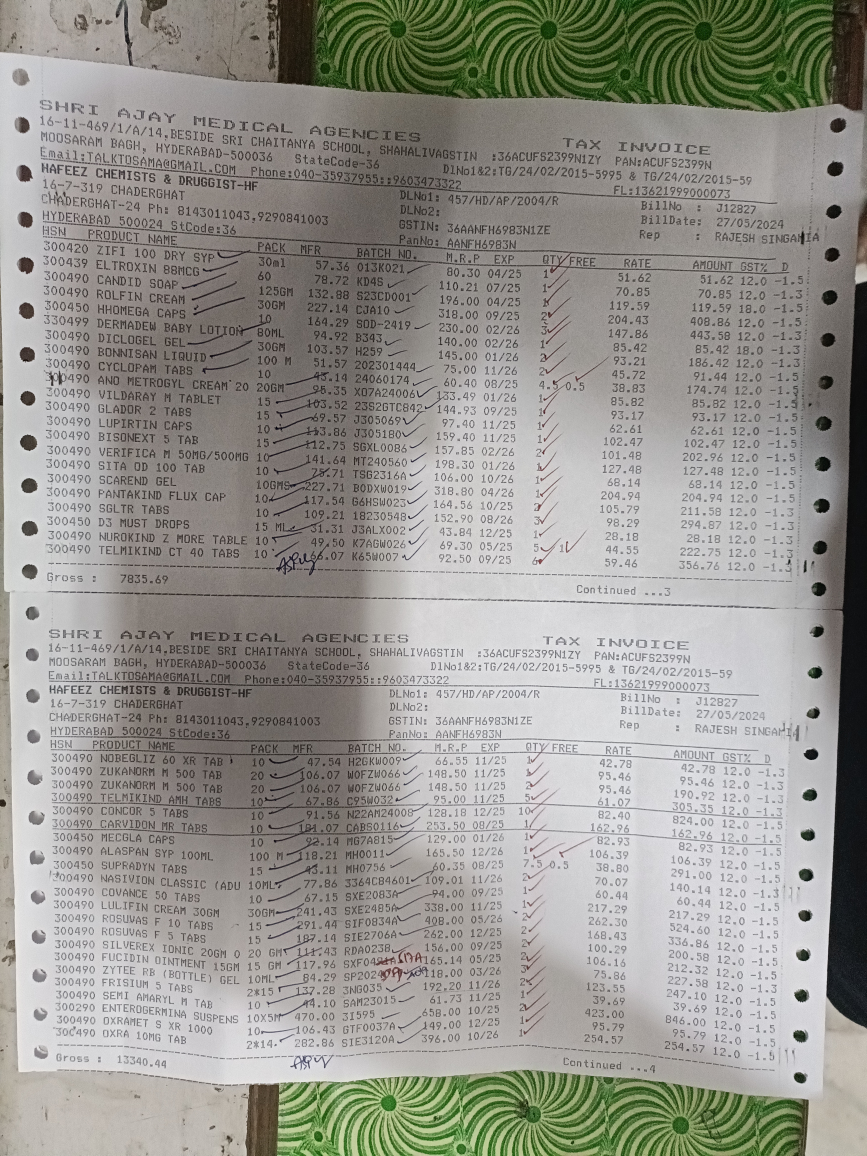 SHRI AJAY MEDICAL AGENCIES TAX INVOICE
16-11-469/1/A/14,BESIDE SRI CHAITANYA SCHOOL, SHAHALIVAGSTIN :36ACUFS2399N1ZY PAN:ACUFS2399N
MOOSARAM BAGH, HYDERABAD-500036 StateCode-36 DlNo1&2:TG/24/02/2015-5995 & TG/24/02/2015-59
Email:TALKTOSAMA@GMAIL.COM Phone:040-35937955::9603473322 FL:13621999000073
HAFEEZ CHEMISTS & DRUGGIST-HF DLNo1: 457/HD/AP/2004/R BillNo : J12827
16-7-319 CHADERGHAT DLNo2: BillDate: 27/05/2024
CHADERGHAT-24 Ph: 8143011043,9290841003 GSTIN: 36AANFH6983N1ZE Rep : RAJESH SINGANIA
HYDERABAD 500024 StCode:36 PanNo: AANFH6983N
HSN PRODUCT NAME PACK MFR BATCH NO. M.R.P EXP QTY FREE RATE AMOUNT GST% D
300420 ZIFI 100 DRY SYP 30ml 57.36 013K021 80.30 04/25 1 51.62 51.62 12.0 -1.5
300439 ELTROXIN 88MCG 60 78.72 KD4S 110.21 07/25 1 70.85 70.85 12.0 -1.3
300490 CANDID SOAP 125GM 132.88 S23CD001 196.00 04/25 1 119.59 119.59 18.0 -1.5
300490 ROLFIN CREAM 30GM 227.14 CJA10 318.00 09/25 2 204.43 408.86 12.0 -1.5
300450 HHOMEGA CAPS 10 164.29 SOD-2419 230.00 02/26 3 147.86 443.58 12.0 -1.3
330499 DERMADEW BABY LOTION 80ML 94.92 B343 140.00 02/26 1 85.42 85.42 18.0 -1.3
300490 DICLOGEL GEL 30GM 103.57 H259 145.00 01/26 2 93.21 186.42 12.0 -1.3
300490 BONNISAN LIQUID 100 M 51.57 202301444 75.00 11/26 2 45.72 91.44 12.0 -1.5
300490 CYCLOPAM TABS 10 43.14 24060174 60.40 08/25 4.5 0.5 38.83 174.74 12.0 -1.5
300490 ANO METROGYL CREAM 20 20GM 95.35 XO7A24006 133.49 01/26 1 85.82 85.82 12.0 -1.5
300490 VILDARAY M TABLET 15 103.52 23S2GTC842 144.93 09/25 1 93.17 93.17 12.0 -1.5
300490 GLADOR 2 TABS 15 69.57 J305069 97.40 11/25 1 62.61 62.61 12.0 -1.5
300490 LUPIRTIN CAPS 10 113.86 J305180 159.40 11/25 1 102.47 102.47 12.0 -1.5
300490 BISONEXT 5 TAB 15 112.75 SGXL0086 157.85 02/26 2 101.48 202.96 12.0 -1.5
300490 VERIFICA M 50MG/500MG 10 141.64 MT240560 198.30 01/26 1 127.48 127.48 12.0 -1.5
300490 SITA OD 100 TAB 10 75.71 TSG2316A 106.00 10/26 1 68.14 68.14 12.0 -1.5
300490 SCAREND GEL 10GMS 227.71 BODXW019 318.80 04/26 1 204.94 204.94 12.0 -1.5
300490 PANTAKIND FLUX CAP 10 117.54 G6HSW023 164.56 10/25 2 105.79 211.58 12.0 -1.5
300490 SGLTR TABS 10 109.21 18230548 152.90 08/26 3 98.29 294.87 12.0 -1.5
300450 D3 MUST DROPS 15 ML 31.31 J3ALX002 43.84 12/25 1 28.18 28.18 12.0 -1.3
300490 NUROKIND Z MORE TABLE 10 49.50 K7AGW026 69.30 05/25 5 1 44.55 222.75 12.0 -1.3
300490 TELMIKIND CT 40 TABS 10 66.07 K65W007 92.50 09/25 6 59.46 356.76 12.0 -1.3
Gross : 7835.69 Continued ...3
SHRI AJAY MEDICAL AGENCIES TAX INVOICE
16-11-469/1/A/14,BESIDE SRI CHAITANYA SCHOOL, SHAHALIVAGSTIN :36ACUFS2399N1ZY PAN:ACUFS2399N
MOOSARAM BAGH, HYDERABAD-500036 StateCode-36 DlNo1&2:TG/24/02/2015-5995 & TG/24/02/2015-59
Email:TALKTOSAMA@GMAIL.COM Phone:040-35937955::9603473322 FL:13621999000073
HAFEEZ CHEMISTS & DRUGGIST-HF DLNo1: 457/HD/AP/2004/R BillNo : J12827
16-7-319 CHADERGHAT DLNo2: BillDate: 27/05/2024
CHADERGHAT-24 Ph: 8143011043,9290841003 GSTIN: 36AANFH6983N1ZE Rep : RAJESH SINGANI
HYDERABAD 500024 StCode:36 PanNo: AANFH6983N
HSN PRODUCT NAME PACK MFR BATCH NO. M.R.P EXP QTY FREE RATE AMOUNT GST% D
300490 NOBEGLIZ 60 XR TAB 10 47.54 H2GKW009 66.55 11/25 1 42.78 42.78 12.0 -1.3
300490 ZUKANORM M 500 TAB 20 106.07 WOFZW066 148.50 11/25 1 95.46 95.46 12.0 -1.5
300490 ZUKANORM M 500 TAB 20 106.07 WOFZW066 148.50 11/25 2 95.46 190.92 12.0 -1.5
300490 TELMIKIND AMH TABS 10 67.86 C95W032 95.00 11/25 5 61.07 305.35 12.0 -1.5
300490 CONCOR 5 TABS 10 91.56 N22AM24008 128.18 12/25 10 82.40 824.00 12.0 -1.5
300490 CARVIDON MR TABS 10 181.07 CABS0116 253.50 08/25 1 162.96 162.96 12.0 -1.5
300450 MECGLA CAPS 10 92.14 MG7A815 129.00 01/26 1 82.93 82.93 12.0 -1.5
300490 ALASPAN SYP 100ML 100 M 118.21 MH0011 165.50 12/26 1 106.39 106.39 12.0 -1.5
300450 SUPRADYN TABS 15 43.11 MH0756 60.35 08/25 7.5 0.5 38.80 291.00 12.0 -1.5
300490 NASIVION CLASSIC (ADU 10ML 77.86 3364C84601 109.01 11/26 2 70.07 140.14 12.0 -1.3
300490 COVANCE 50 TABS 10 67.15 SXE2083A 94.00 09/25 1 60.44 60.44 12.0 -1.3
300490 LULIFIN CREAM 30GM 30GM 241.43 SXE2485A 338.00 11/25 1 217.29 217.29 12.0 -1.5
300490 ROSUVAS F 10 TABS 15 291.44 SIF0834A 408.00 05/26 2 262.30 524.60 12.0 -1.5
300490 ROSUVAS F 5 TABS 15 187.14 SIE2706A 262.00 12/25 2 168.43 336.86 12.0 -1.5
300490 SILVEREX IONIC 20GM O 20 GM 111.43 RDA0238 156.00 09/25 2 100.29 200.58 12.0 -1.5
300490 FUCIDIN OINTMENT 15GM 15 GM 117.96 165.14 05/25 2 106.16 212.32 12.0 -1.5
300490 ZYTEE RB (BOTTLE) GEL 10ML 84.29 118.00 03/26 3 75.86 227.58 12.0 -1.5
300490 FRISIUM 5 TABS 2*15 137.28 3NG035 192.20 11/26 2 123.55 247.10 12.0 -1.5
300490 SEMI AMARYL M TAB 10 44.10 SAM23015 61.73 11/25 1 39.69 39.69 12.0 -1.5
300290 ENTEROGERMINA SUSPENS 10X5M 470.00 31595 658.00 10/25 2 423.00 846.00 12.0 -1.5
300490 OXRAMET S XR 1000 10 106.43 GTF0037A 149.00 12/25 1 95.79 95.79 12.0 -1.5
300490 OXRA 10MG TAB 2*14 282.86 SIE3120A 396.00 10/26 1 254.57 254.57 12.0 -1.5
Gross : 13340.44 Continued ...4